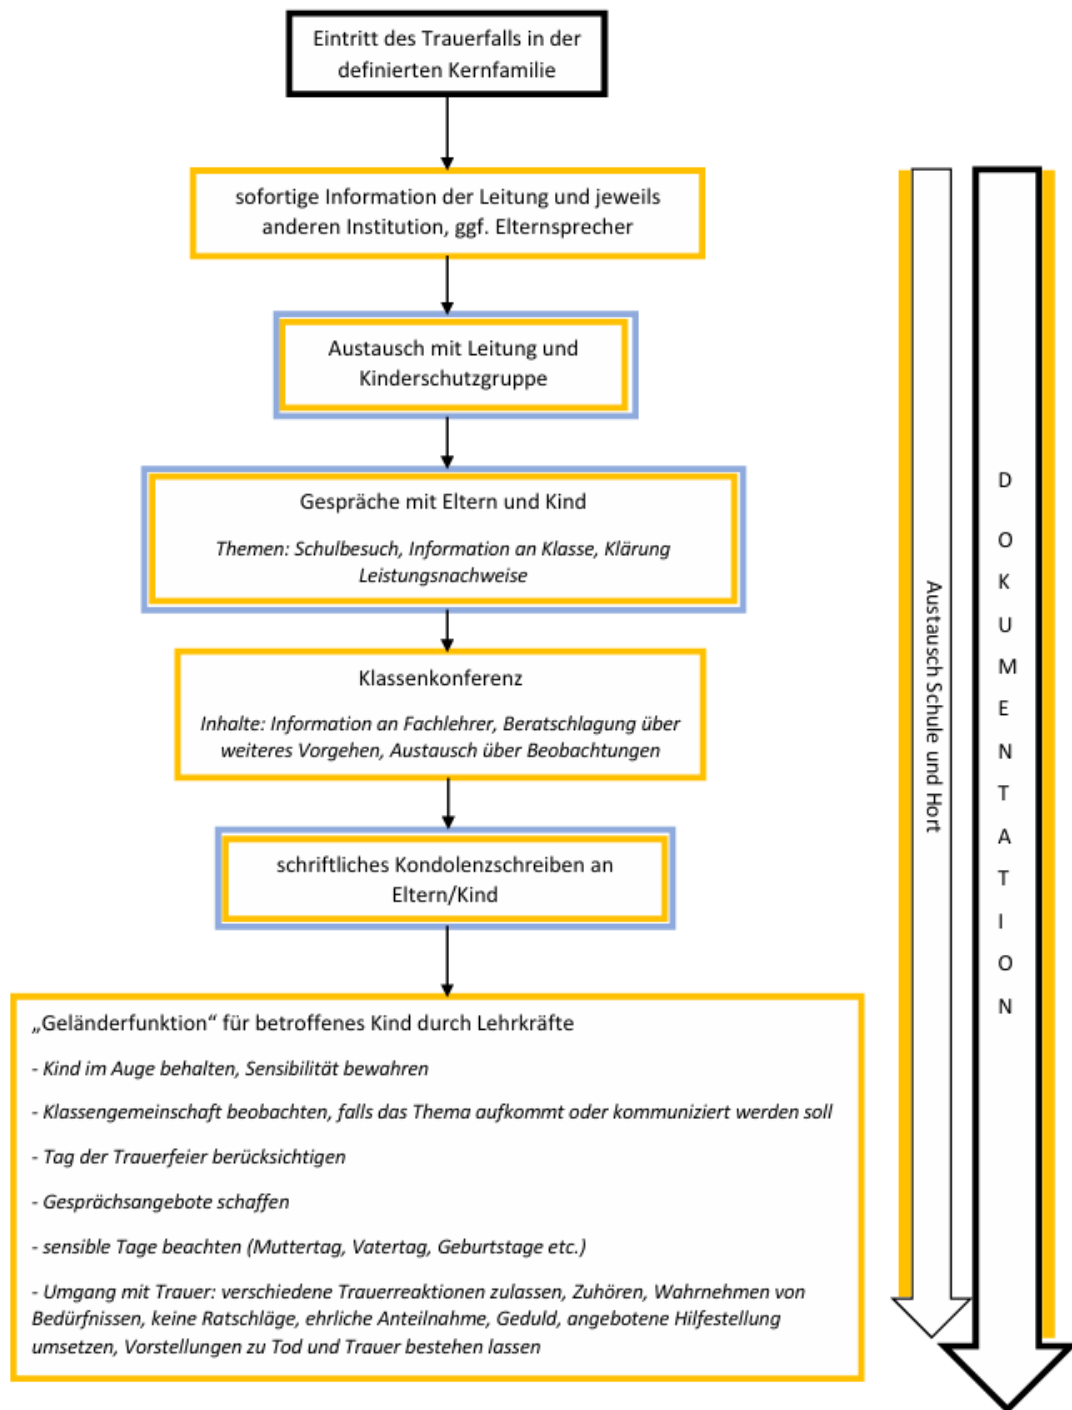 Eintritt des Trauerfalls in der
definierten Kernfamilie
sofortige Information der Leitung und jeweils
anderen Institution, ggf. Elternsprecher
Austausch mit Leitung und
Kinderschutzgruppe
Gespräche mit Eltern und Kind
Themen: Schulbesuch, Information an Klasse, Klärung
Leistungsnachweise
Klassenkonferenz
Inhalte: Information an Fachlehrer, Beratschlagung über
weiteres Vorgehen, Austausch über Beobachtungen
schriftliches Kondolenzschreiben an
Eltern/Kind
„Geländerfunktion“ für betroffenes Kind durch Lehrkräfte
- Kind im Auge behalten, Sensibilität bewahren
- Klassengemeinschaft beobachten, falls das Thema aufkommt oder kommuniziert werden soll
- Tag der Trauerfeier berücksichtigen
- Gesprächsangebote schaffen
- sensible Tage beachten (Muttertag, Vatertag, Geburtstage etc.)
- Umgang mit Trauer: verschiedene Trauerreaktionen zulassen, Zuhören, Wahrnehmen von
Bedürfnissen, keine Ratschläge, ehrliche Anteilnahme, Geduld, angebotene Hilfestellung
umsetzen, Vorstellungen zu Tod und Trauer bestehen lassen
Austausch Schule und Hort
DOKUMENTATION